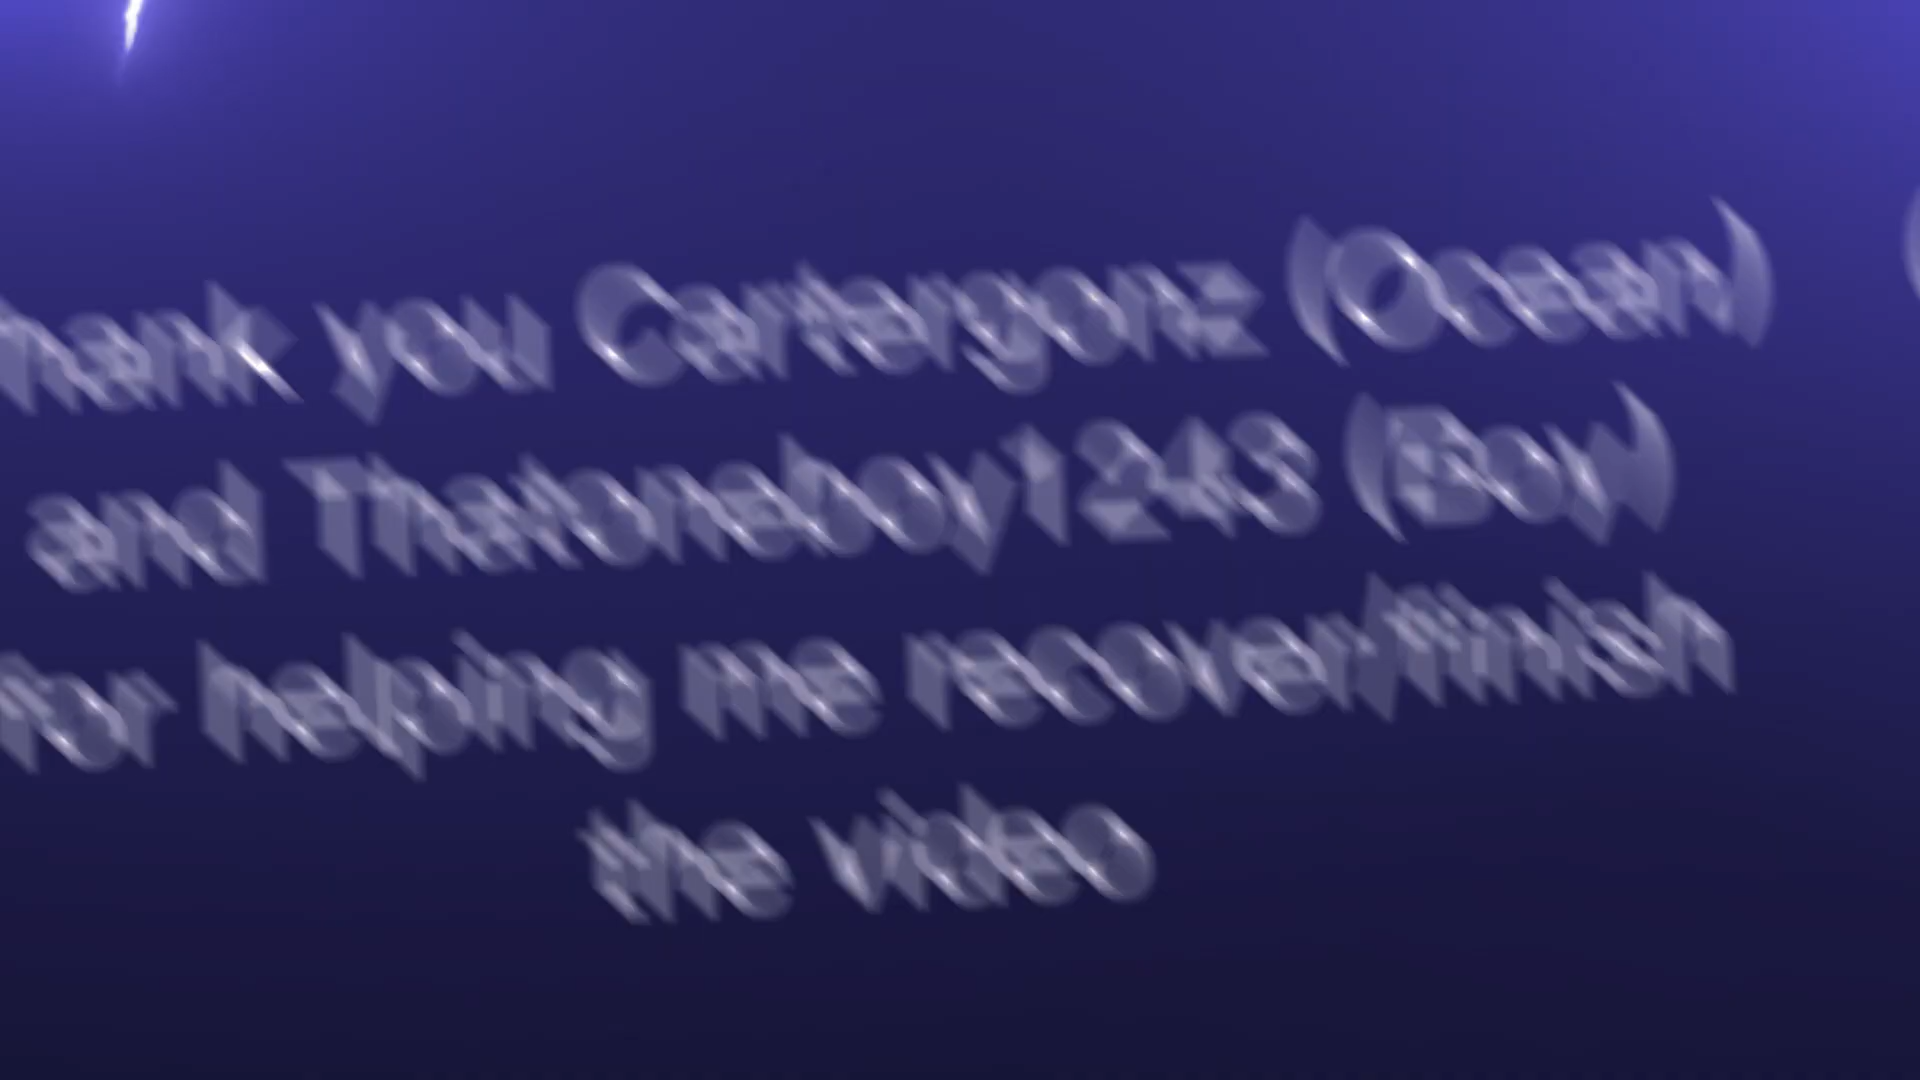 hank you Cartergonz (Ocean)
and Thatoneboy1243 (Bow)
for helping me recover/finish
the video